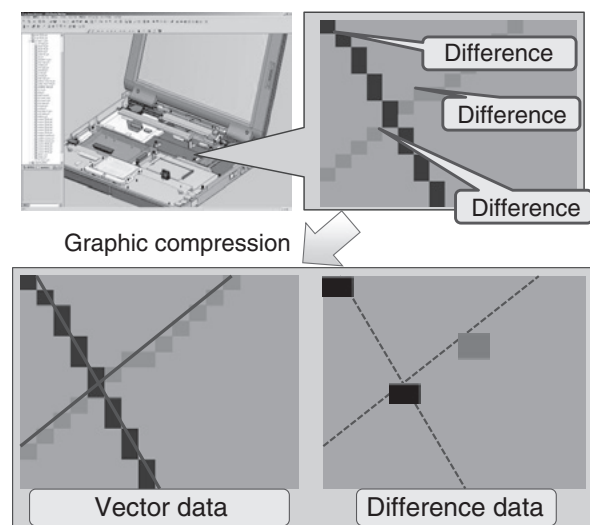 Difference
Difference
Difference
Graphic compression
Vector data
Difference data